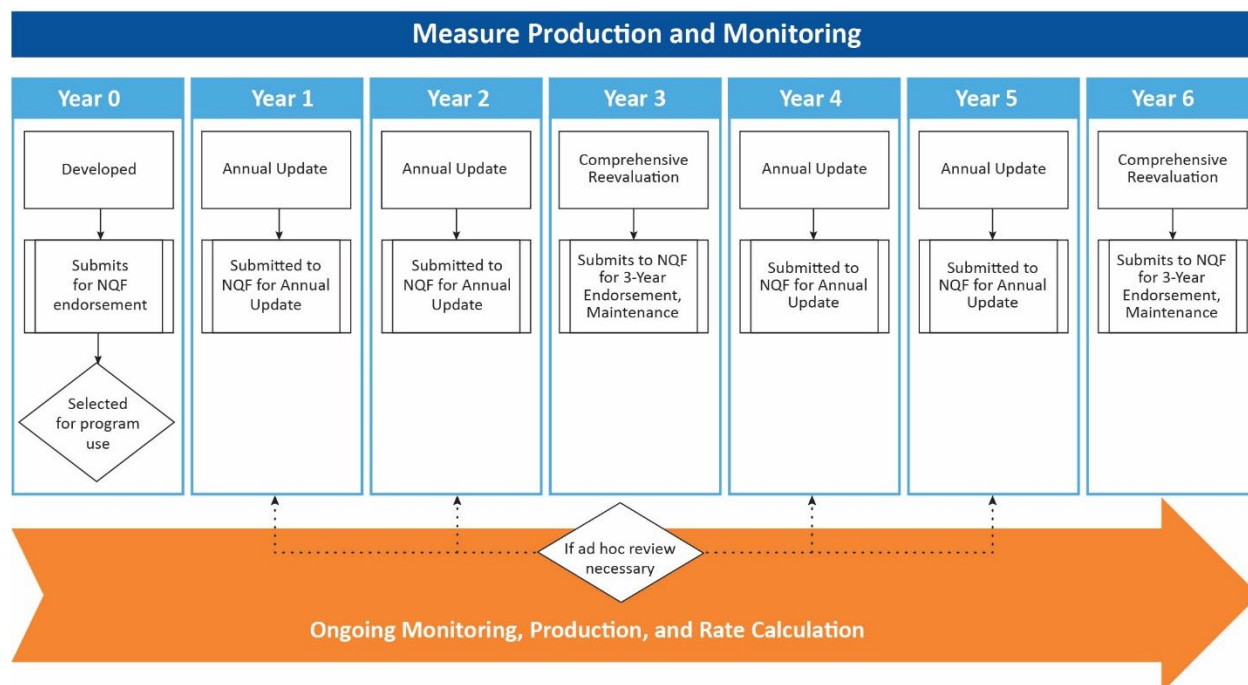 Measure Production and Monitoring
Year 0
Developed
Submits
for NQF
endorsement
Selected
for program
use
Year 1
Annual Update
Submitted to
NQF for Annual
Update
Year 2
Annual Update
Submitted to
NQF for Annual
Update
Year 3
Comprehensive
Reevaluation
Submits to NQF
for 3-Year
Endorsement,
Maintenance
Year 4
Annual Update
Submitted to
NQF for Annual
Update
Year 5
Annual Update
Submitted to
NQF for Annual
Update
Year 6
Comprehensive
Reevaluation
Submits to NQF
for 3-Year
Endorsement,
Maintenance
If ad hoc review
necessary
Ongoing Monitoring, Production, and Rate Calculation